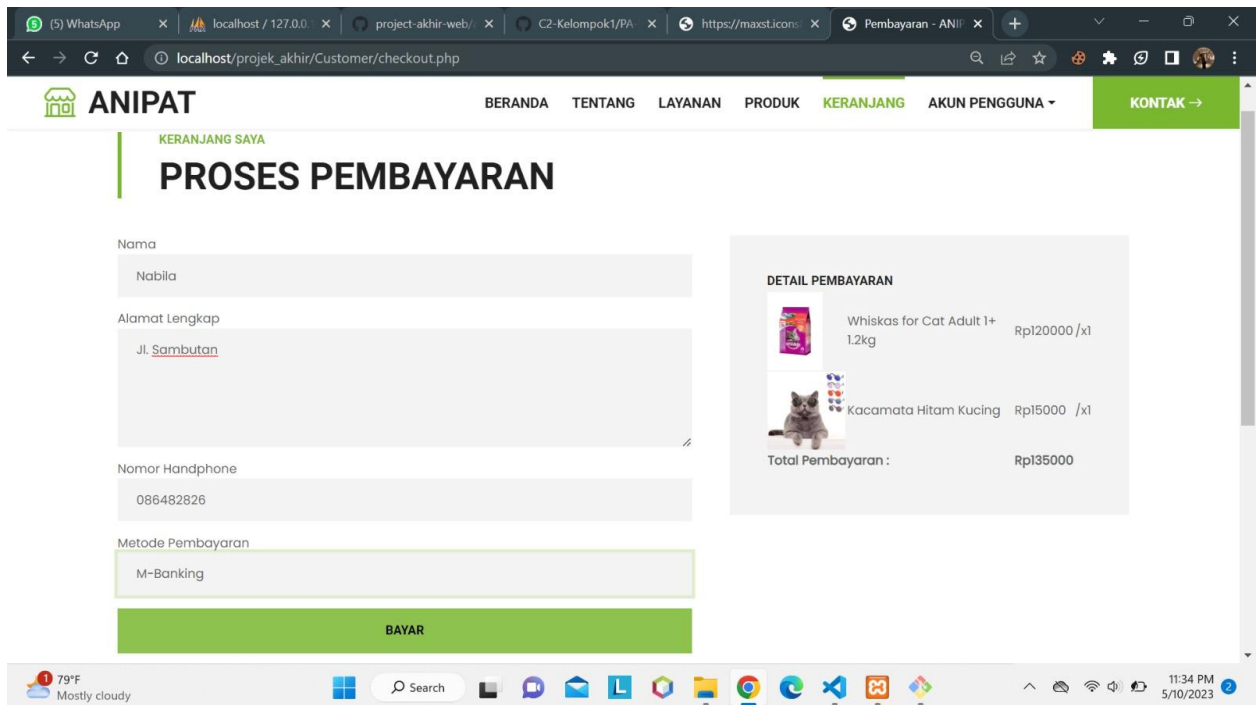 (5) WhatsApp
localhost / 127.0.0.1
project-akhir-web/
C2-Kelompok1/PA-
https://maxst.icons
Pembayaran - ANIP
localhost/projek_akhir/Customer/checkout.php
ANIPAT
BERANDA TENTANG LAYANAN PRODUK KERANJANG AKUN PENGGUNA KONTAK →
KERANJANG SAYA
PROSES PEMBAYARAN
Nama
Nabila
Alamat Lengkap
Jl. Sambutan
Nomor Handphone
086482826
Metode Pembayaran
M-Banking
BAYAR
DETAIL PEMBAYARAN
Whiskas for Cat Adult 1+
1.2kg
Rp120000 /x1
Kacamata Hitam Kucing Rp15000 /x1
Total Pembayaran : Rp135000
1
79°F
Mostly cloudy
Search
L
11:34 PM
5/10/2023
2